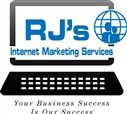 RJ's
Internet Marketing Services
Your Business Success
Is Our Success